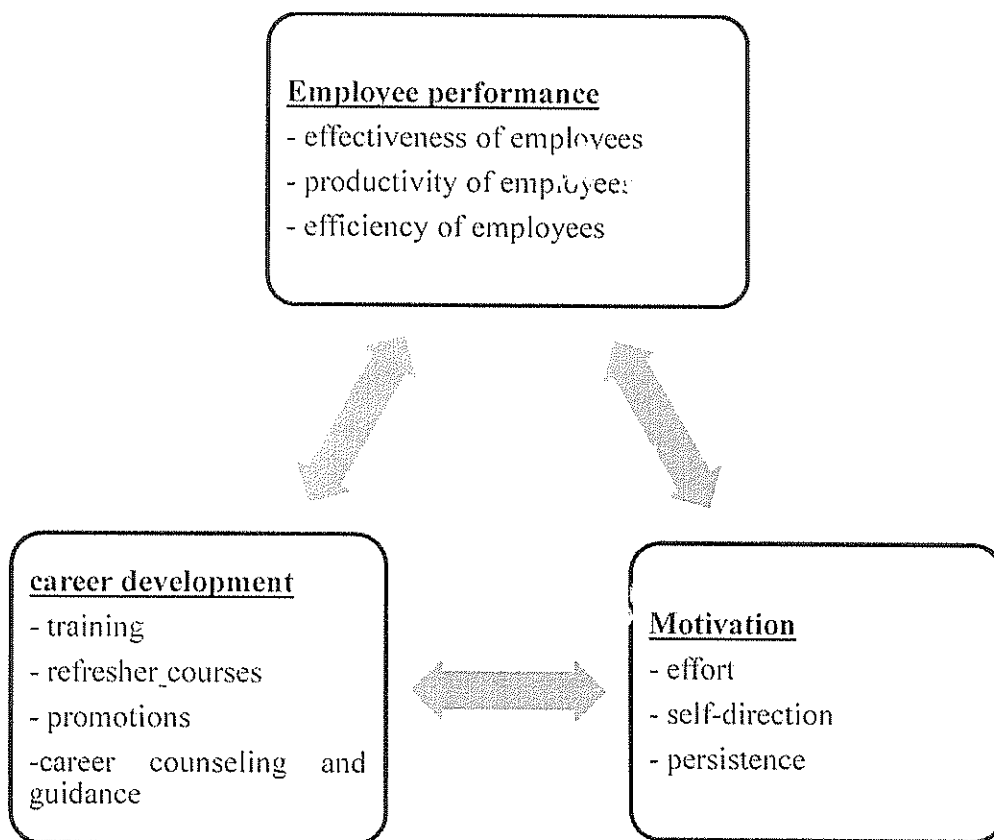 Employee performance
- effectiveness of employees
- productivity of employees
- efficiency of employees
career development
- training
- refresher_courses
- promotions
-career counseling and
guidance
Motivation
- effort
- self-direction
- persistence